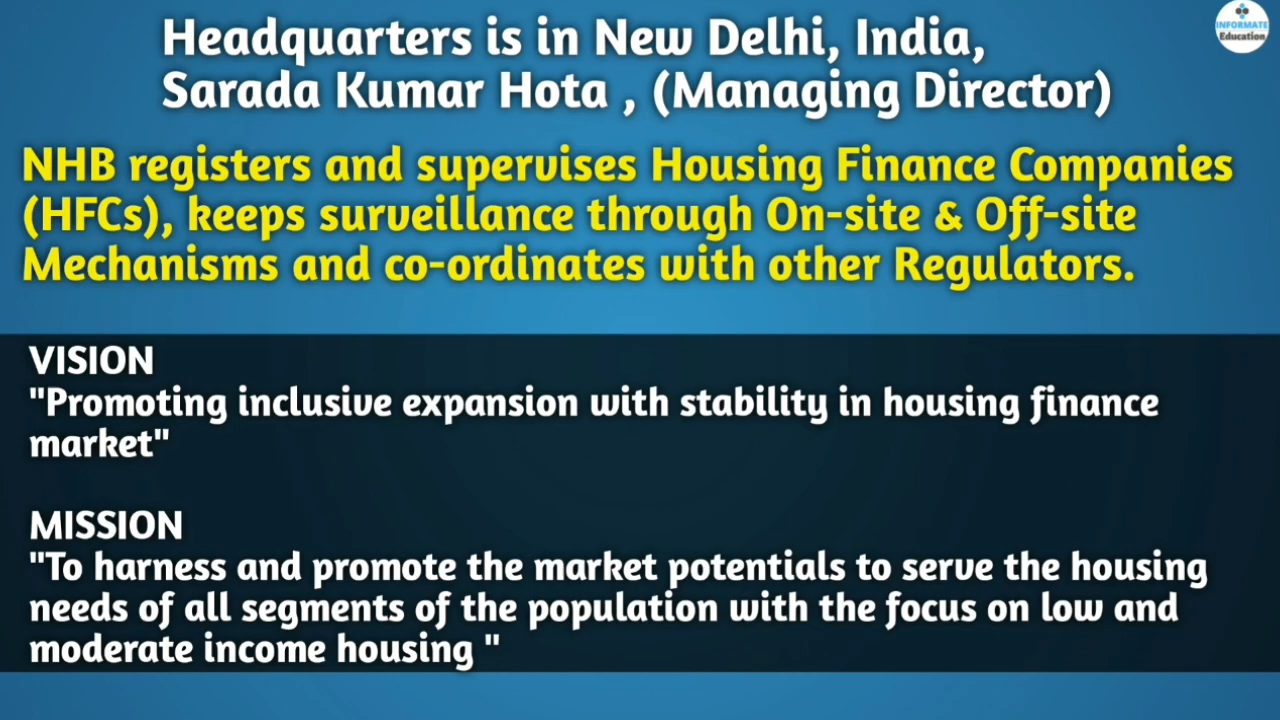 Headquarters is in New Delhi, India,
Sarada Kumar Hota , (Managing Director)
INFORMATE
Education
NHB registers and supervises Housing Finance Companies
(HFCs), keeps surveillance through On-site & Off-site
Mechanisms and co-ordinates with other Regulators.
VISION
"Promoting inclusive expansion with stability in housing finance
market"
MISSION
"To harness and promote the market potentials to serve the housing
needs of all segments of the population with the focus on low and
moderate income housing "